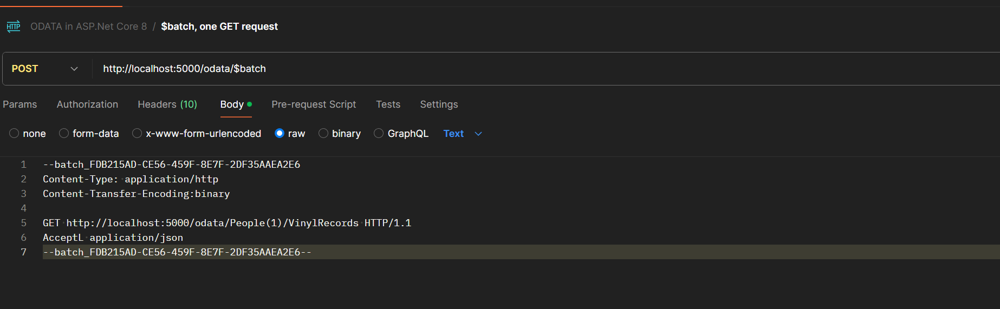 HTTP ODATA in ASP.Net Core 8 / $batch, one GET request
POST http://localhost:5000/odata/$batch
Params Authorization Headers (10) Body Pre-request Script Tests Settings
none form-data x-www-form-urlencoded raw binary GraphQL Text
1 --batch_FDB215AD-CE56-459F-8E7F-2DF35AAEA2E6
2 Content-Type: application/http
3 Content-Transfer-Encoding:binary
4
5 GET http://localhost:5000/odata/People(1)/VinylRecords HTTP/1.1
6 AcceptL application/json
7 --batch_FDB215AD-CE56-459F-8E7F-2DF35AAEA2E6--